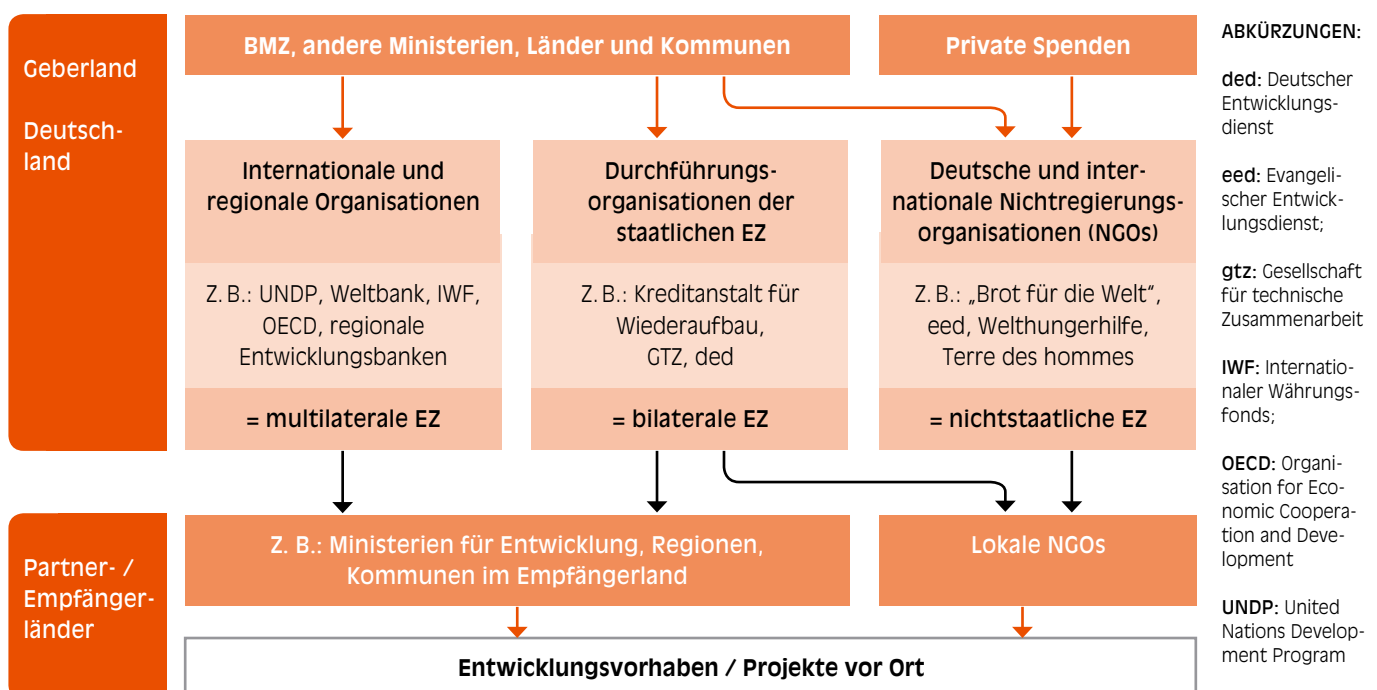 BMZ, andere Ministerien, Länder und Kommunen
Private Spenden
Geberland
Deutsch-
land
Internationale und
regionale Organisationen
Durchführungs-
organisationen der
staatlichen EZ
Deutsche und inter-
nationale Nichtregierungs-
organisationen (NGOs)
Z. B.: UNDP, Weltbank, IWF,
OECD, regionale
Entwicklungsbanken
Z. B.: Kreditanstalt für
Wiederaufbau,
GTZ, ded
Z. B.: „Brot für die Welt“,
eed, Welthungerhilfe,
Terre des hommes
= multilaterale EZ
= bilaterale EZ
= nichtstaatliche EZ
Partner- /
Empfänger-
länder
Z. B.: Ministerien für Entwicklung, Regionen,
Kommunen im Empfängerland
Lokale NGOs
Entwicklungsvorhaben / Projekte vor Ort
ABKÜRZUNGEN:
ded: Deutscher
Entwicklungs-
dienst
eed: Evangeli-
scher Entwick-
lungsdienst;
gtz: Gesellschaft
für technische
Zusammenarbeit
IWF: Internatio-
naler Währungs-
fonds;
OECD: Organi-
sation for Eco-
nomic Coopera-
tion and Deve-
lopment
UNDP: United
Nations Develop-
ment Program